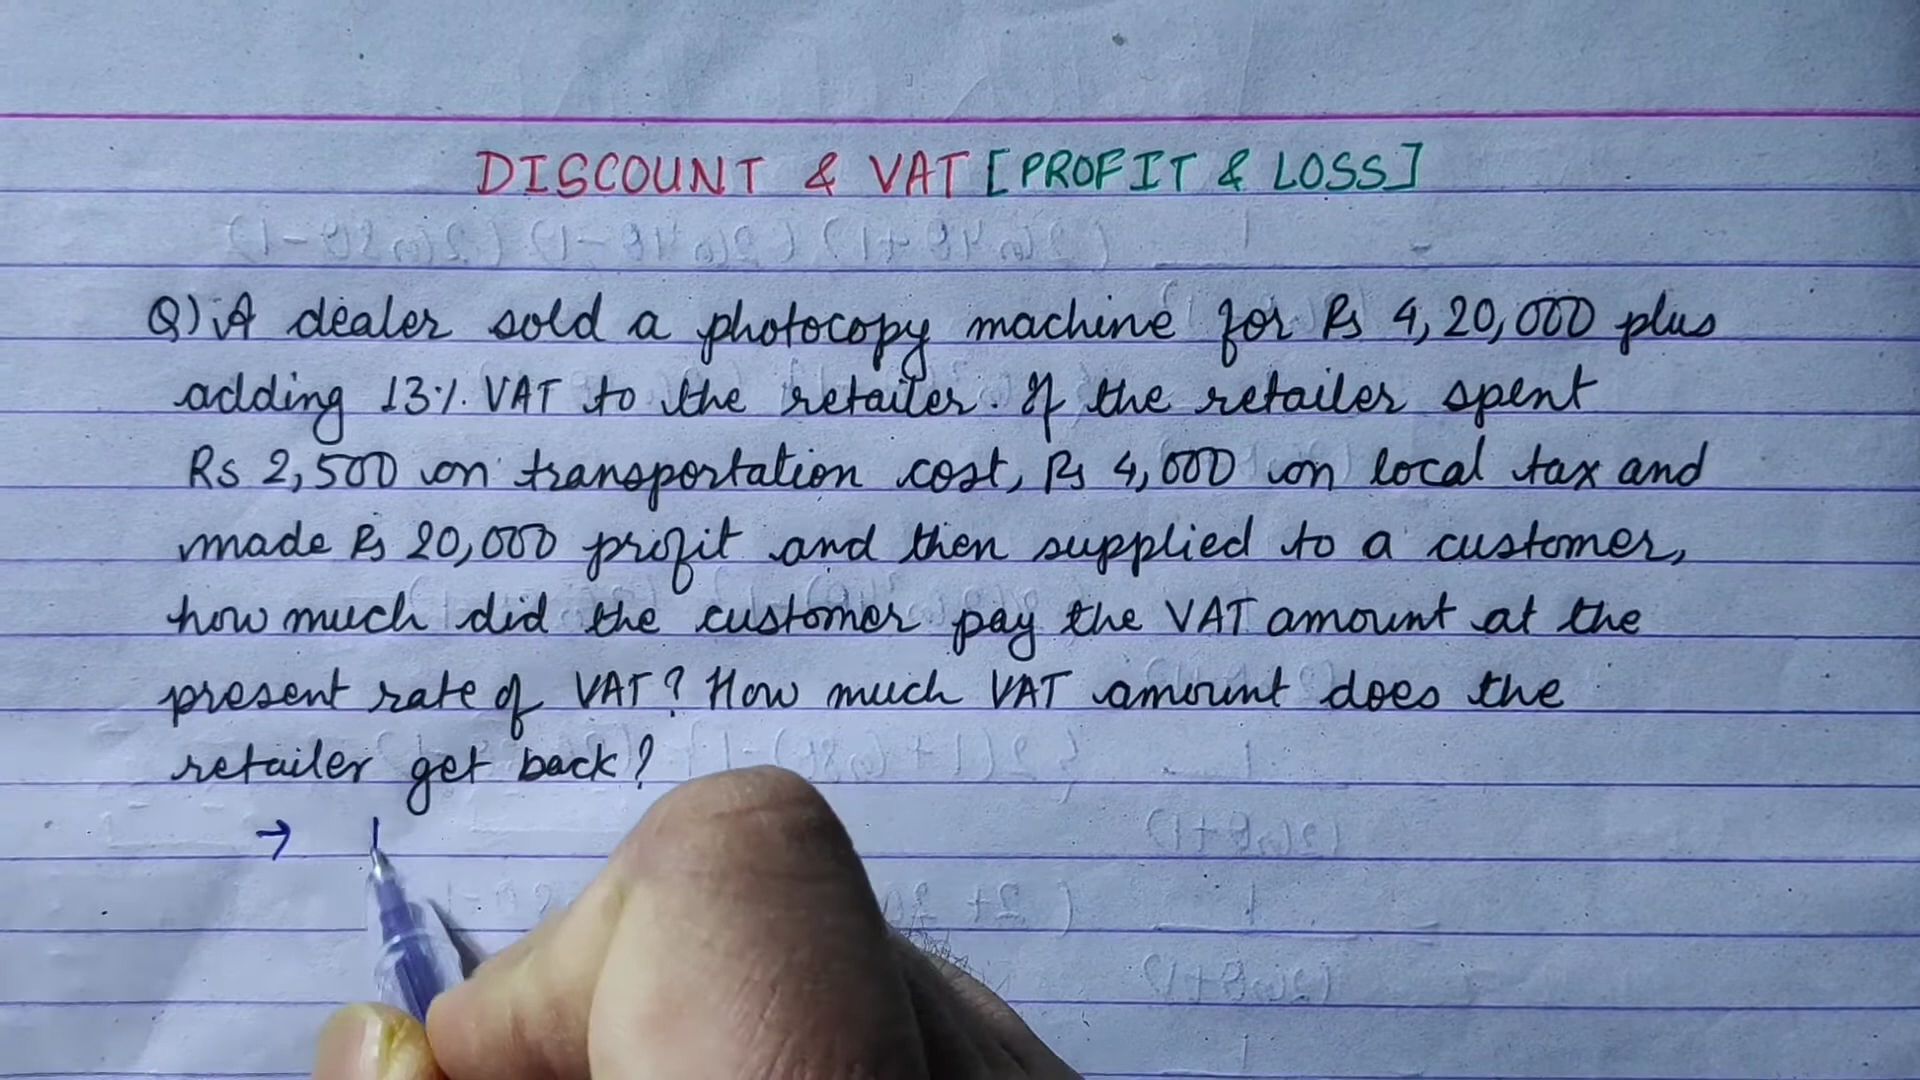 DISCOUNT & VAT [PROFIT & LOSS]
Q) A dealer sold a photocopy machine for Rs 4,20,000 plus
adding 13% VAT to the retailer. If the retailer spent
Rs 2,500 on transportation cost, Rs 4,000 on local tax and
made Rs 20,000 profit and then supplied to a customer,
how much did the customer pay the VAT amount at the
present rate of VAT? How much VAT amount does the
retailer get back?
→